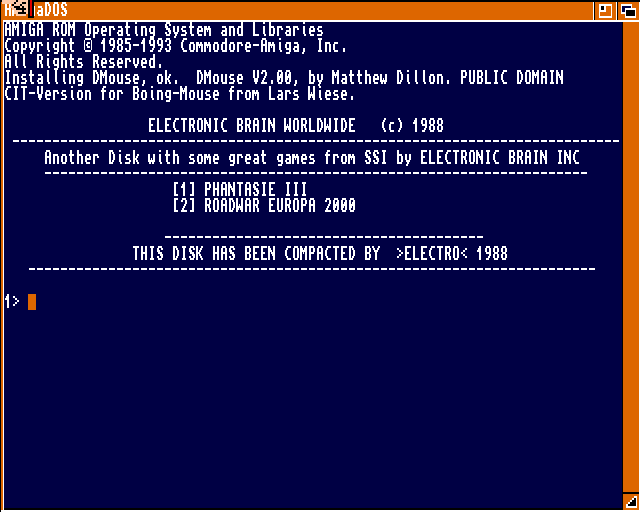 aDOS
AMIGA ROM Operating System and Libraries
Copyright © 1985-1993 Commodore-Amiga, Inc.
All Rights Reserved.
Installing DMouse, ok.  DMouse V2.00, by Matthew Dillon. PUBLIC DOMAIN
CIT-Version for Boing-Mouse from Lars Wiese.
ELECTRONIC BRAIN WORLDWIDE   (c) 1988
----------------------------------------------------------------------------
Another Disk with some great games from SSI by ELECTRONIC BRAIN INC
--------------------------------------------------------------------
[1] PHANTASIE III
[2] ROADWAR EUROPA 2000
----------------------------------------
THIS DISK HAS BEEN COMPACTED BY  >ELECTRO< 1988
-----------------------------------------------------------------------
1>